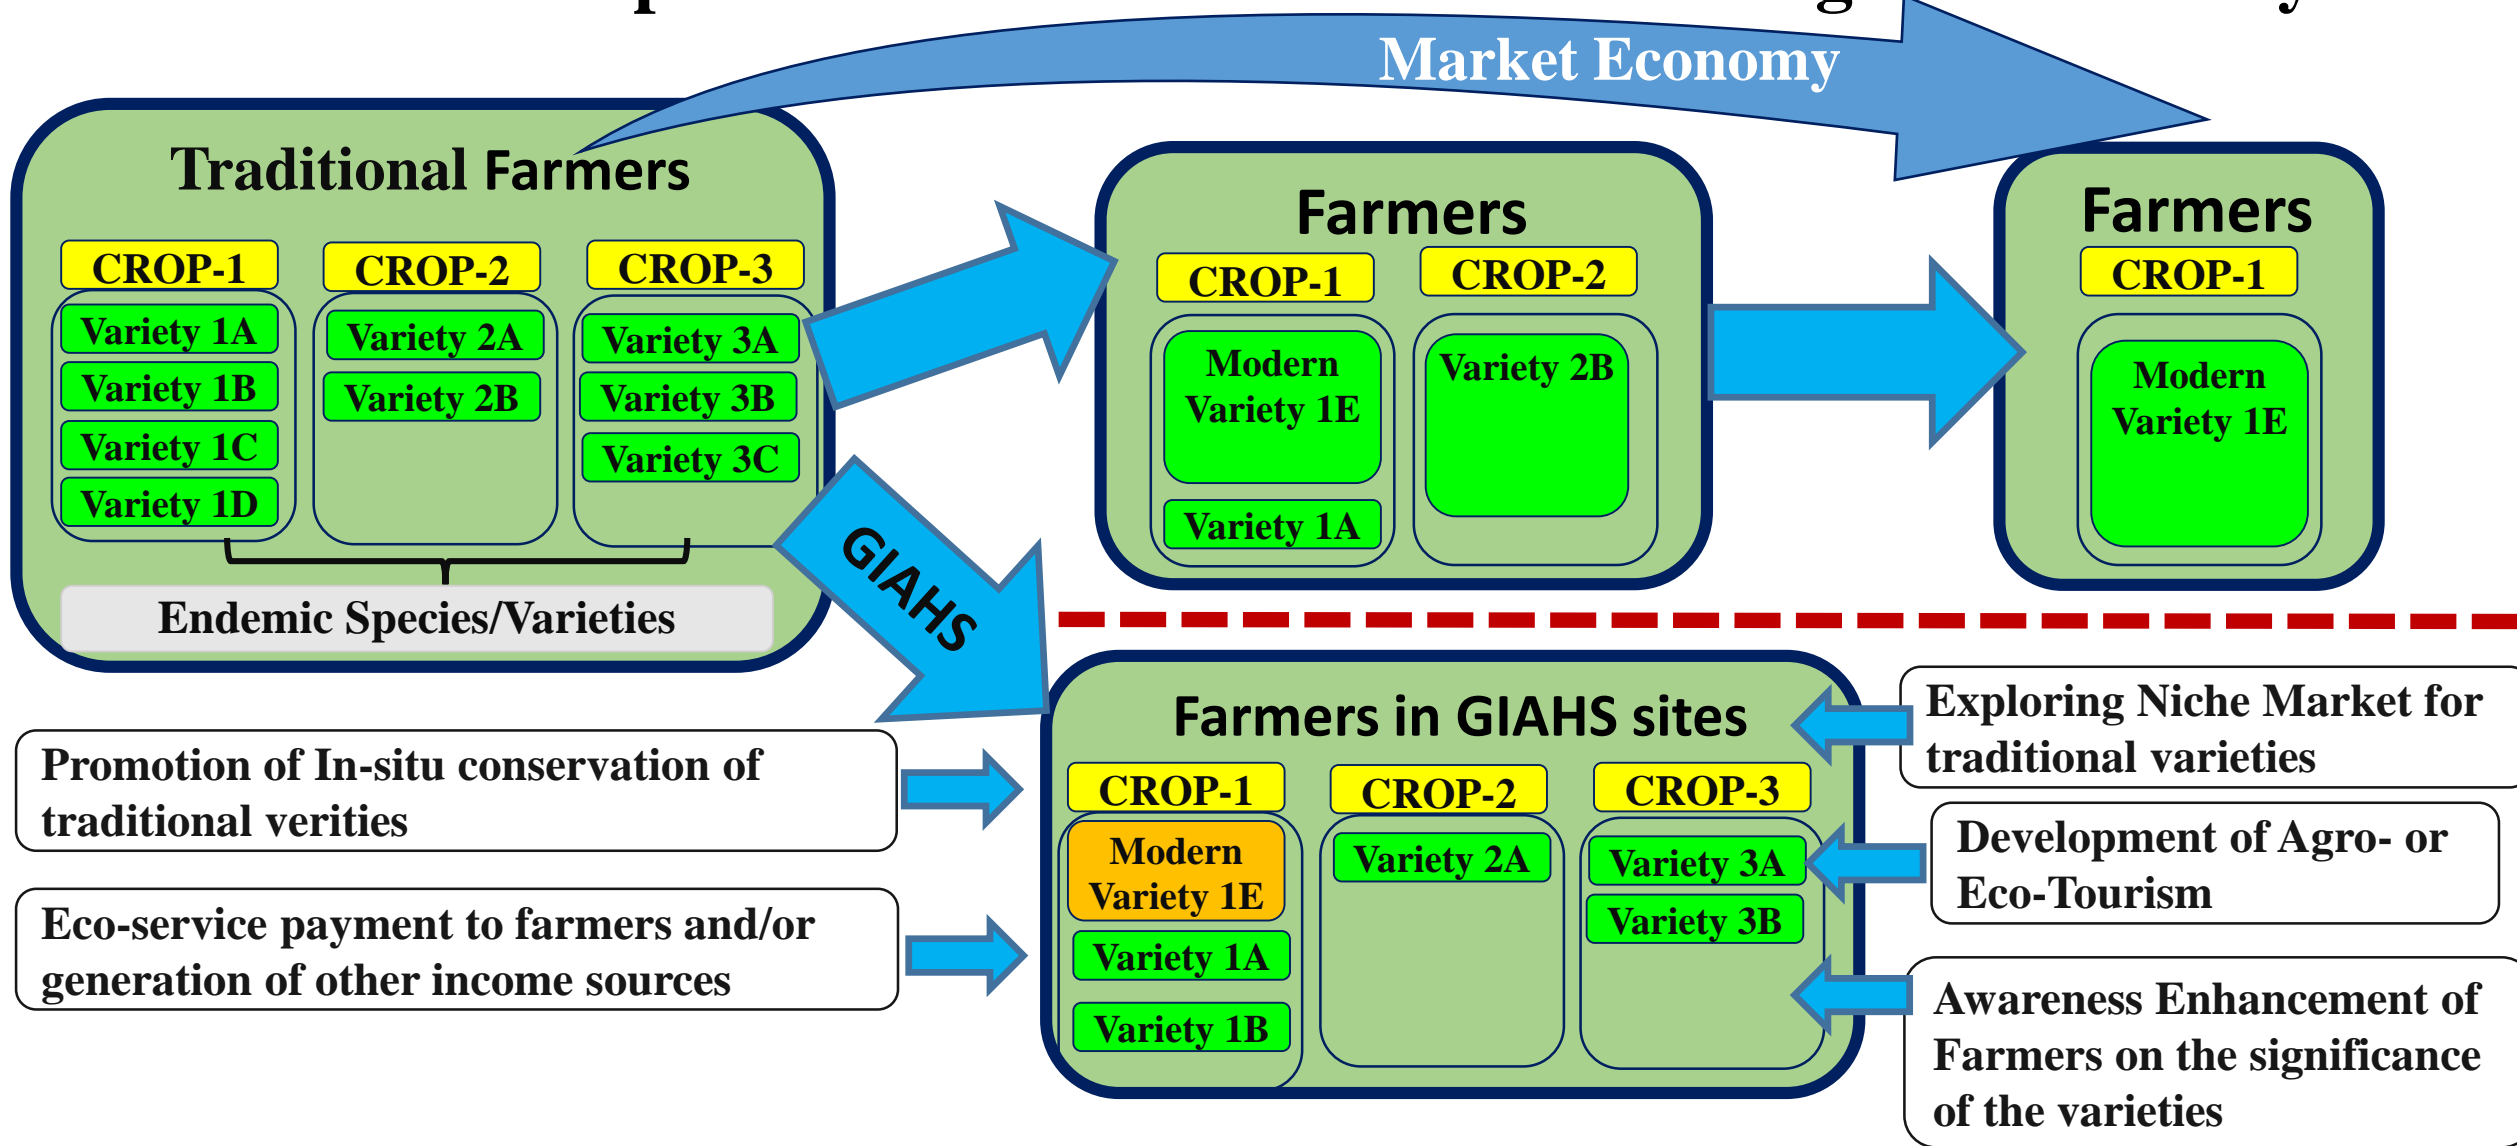 Market Economy
Traditional Farmers
CROP-1
CROP-2
CROP-3
Variety 1A
Variety 1B
Variety 1C
Variety 1D
Variety 2A
Variety 2B
Variety 3A
Variety 3B
Variety 3C
Endemic Species/Varieties
Farmers
CROP-1
CROP-2
Modern
Variety 1E
Variety 1A
Variety 2B
Farmers
CROP-1
Modern
Variety 1E
GIAHS
Farmers in GIAHS sites
CROP-1
CROP-2
CROP-3
Modern
Variety 1E
Variety 1A
Variety 1B
Variety 2A
Variety 3A
Variety 3B
Promotion of In-situ conservation of
traditional verities
Eco-service payment to farmers and/or
generation of other income sources
Exploring Niche Market for
traditional varieties
Development of Agro- or
Eco-Tourism
Awareness Enhancement of
Farmers on the significance
of the varieties